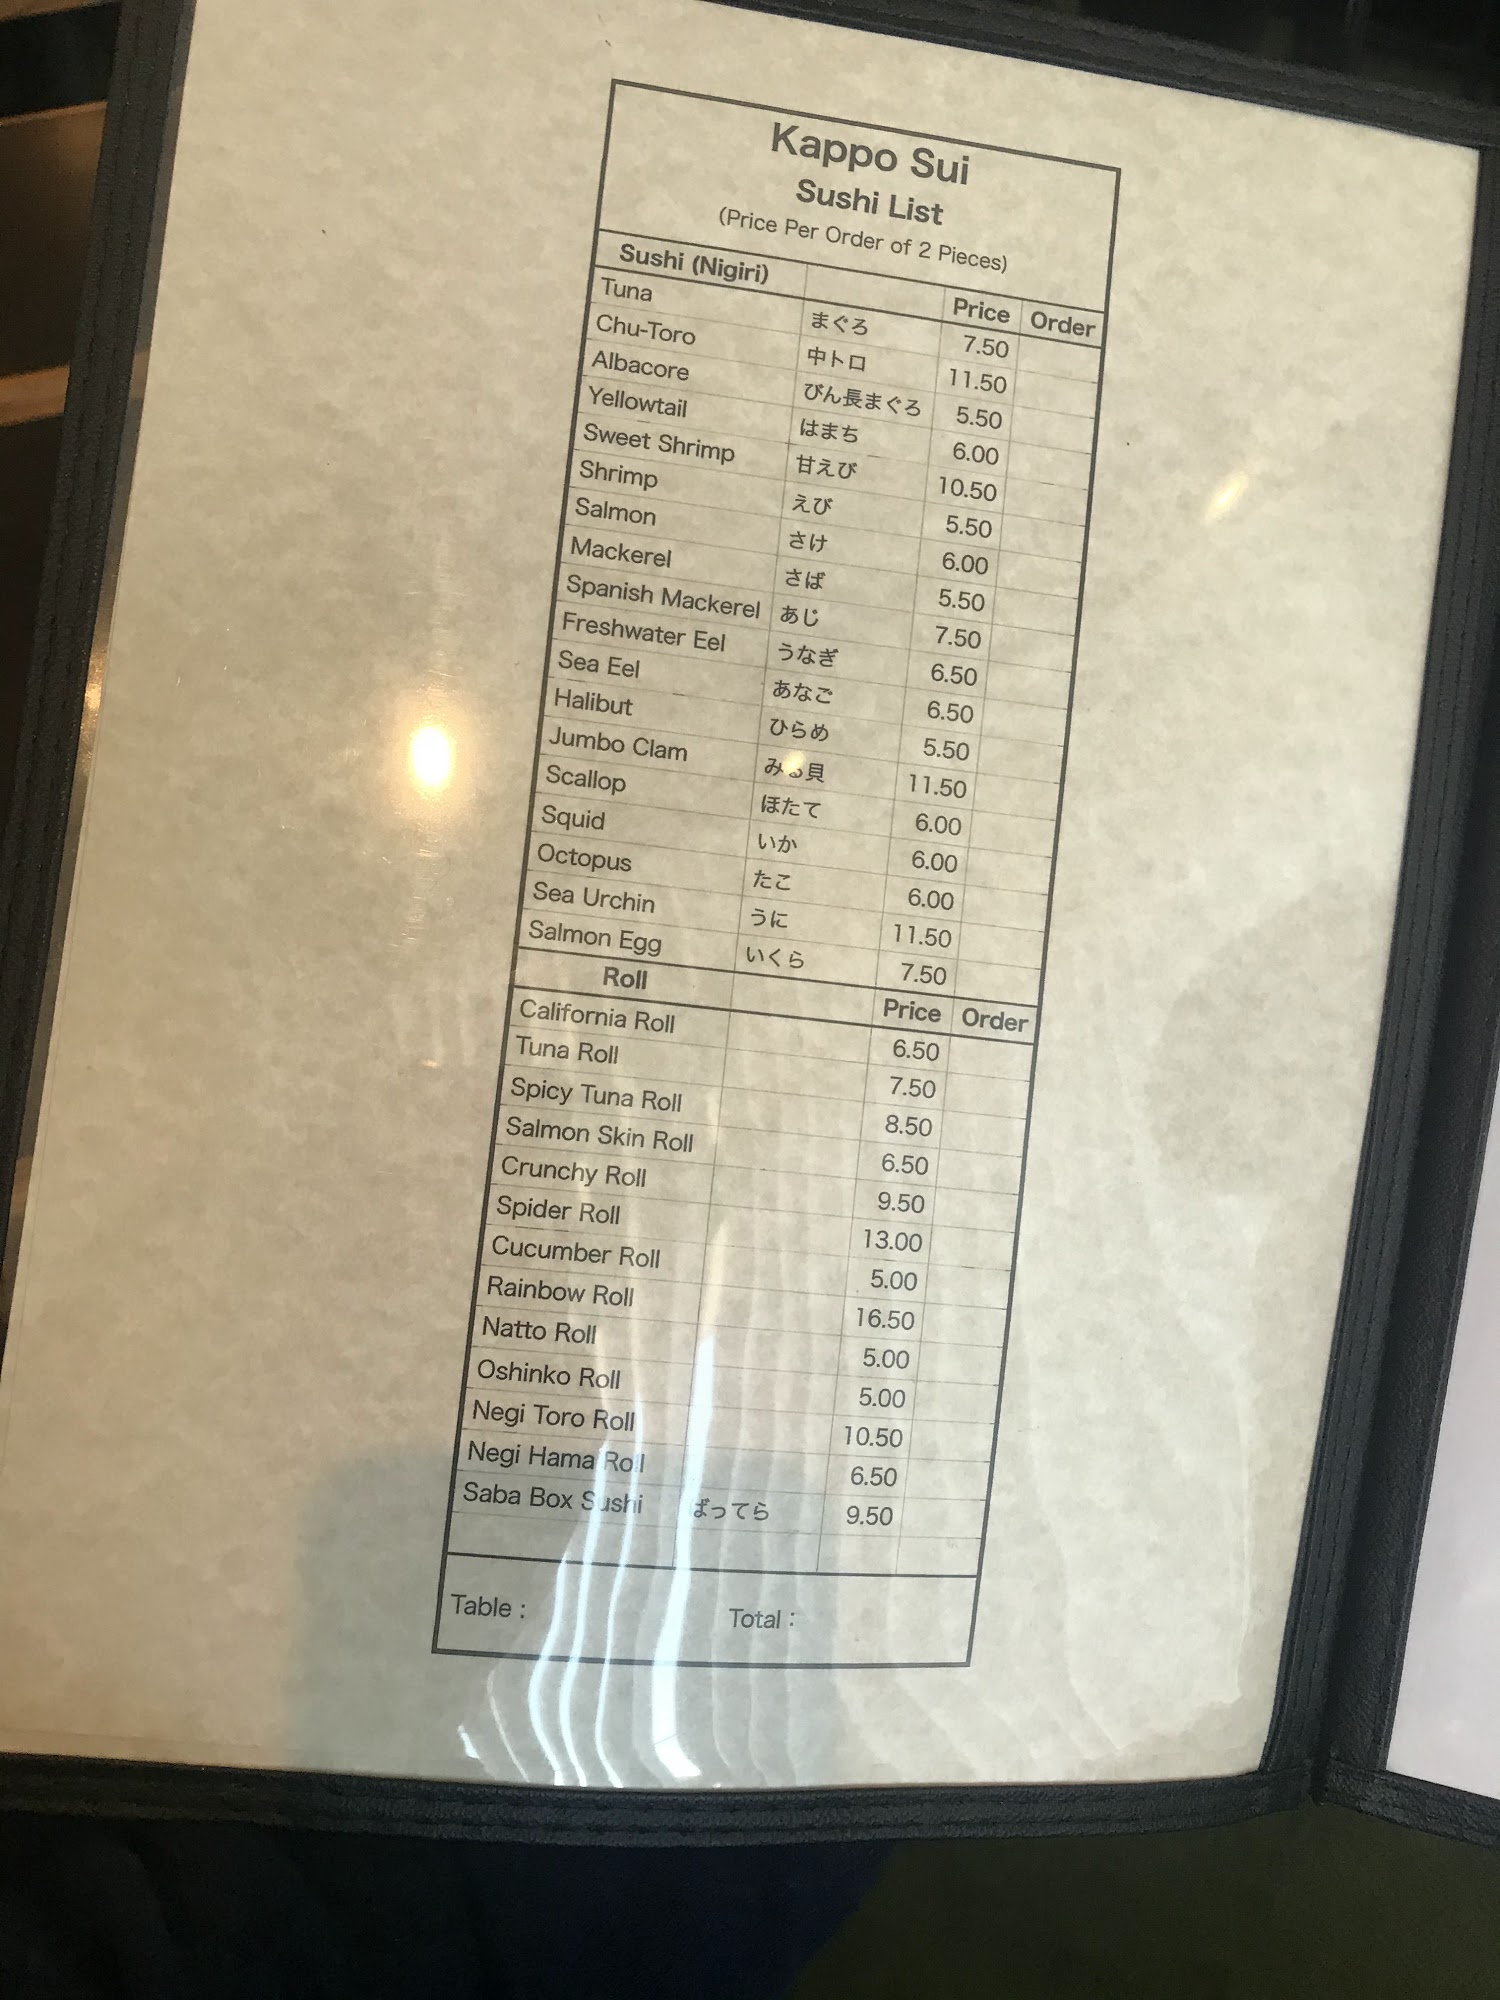 Kappo Sui
Sushi List
(Price Per Order of 2 Pieces)
Sushi (Nigiri) Price Order
Tuna まぐろ 7.50
Chu-Toro 中トロ 11.50
Albacore びん長まぐろ 5.50
Yellowtail はまち 6.00
Sweet Shrimp 甘えび 10.50
Shrimp えび 5.50
Salmon さけ 6.00
Mackerel さば 5.50
Spanish Mackerel あじ 7.50
Freshwater Eel うなぎ 6.50
Sea Eel あなご 6.50
Halibut ひらめ 5.50
Jumbo Clam みる貝 11.50
Scallop ほたて 6.00
Squid いか 6.00
Octopus たこ 6.00
Sea Urchin うに 11.50
Salmon Egg いくら 7.50
Roll Price Order
California Roll 6.50
Tuna Roll 7.50
Spicy Tuna Roll 8.50
Salmon Skin Roll 6.50
Crunchy Roll 9.50
Spider Roll 13.00
Cucumber Roll 5.00
Rainbow Roll 16.50
Natto Roll 5.00
Oshinko Roll 5.00
Negi Toro Roll 10.50
Negi Hama Roll 6.50
Saba Box Sushi ばってら 9.50
Table : Total :